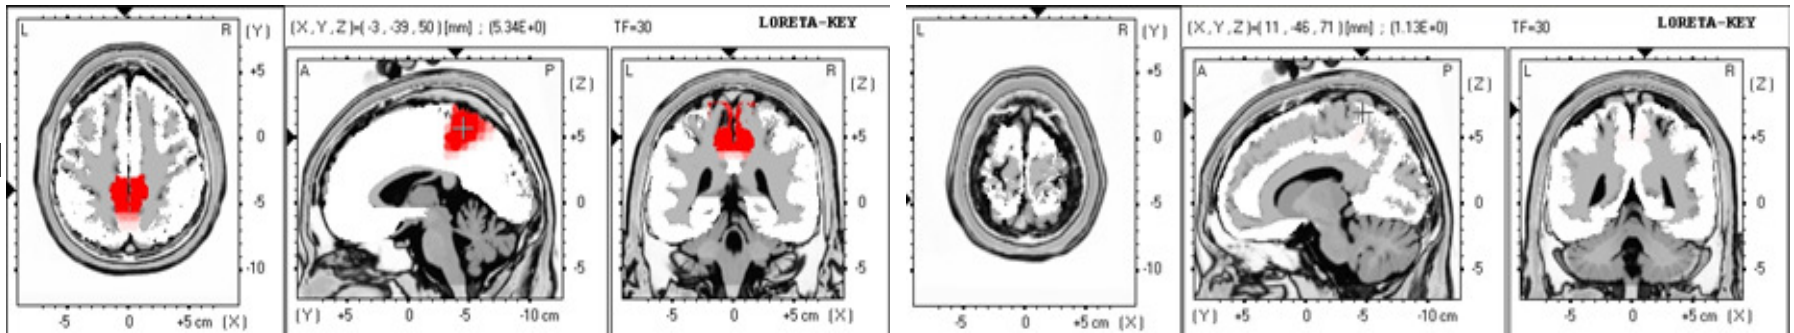 (X,Y,Z)=(-3,-39,50)[mm] ; (5.34E+0) TF=30 LORETA-KEY
L R (Y)
+5
0
-5
-10
-5 0 +5 cm (X)
A P (Z)
+5
0
-5
(Y) +5 0 -5 -10 cm
L R (Z)
+5
0
-5
-5 0 +5 cm (X)
(X,Y,Z)=(11,-46,71)[mm] ; (1.13E+0) TF=30 LORETA-KEY
L R (Y)
+5
0
-5
-10
-5 0 +5 cm (X)
A P (Z)
+5
0
-5
(Y) +5 0 -5 -10 cm
L R (Z)
+5
0
-5
-5 0 +5 cm (X)